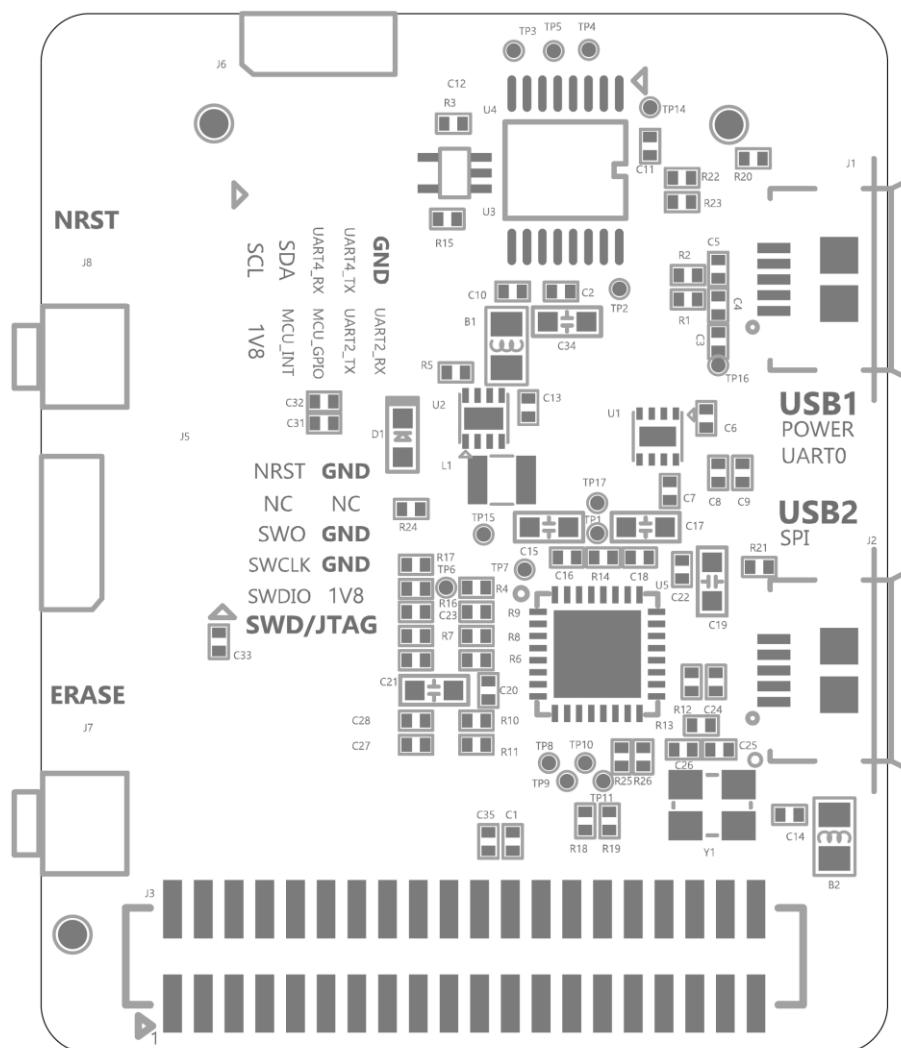 TP3 TP5 TP4
J6
C12
R3
U4
TP14
C11
R20
J1
R22
R23
U3
R15
NRST
J8
SCL SDA UART4_RX UART4_TX GND
1V8 MCU_INT MCU_GPIO UART2_TX UART2_RX
C5
R2
C4
R1
C3
TP16
C10
C2
TP2
B1
C34
R5
C13
U2
C32
C31
D1
L1
U1
C6
USB1
POWER
UART0
J5
NRST GND
NC NC
SWO GND
SWCLK GND
SWDIO 1V8
SWD/JTAG
C33
R24
TP17
C7
C8 C9
TP15
TP1
C17
C15
USB2
SPI
J2
R17
TP6
TP7
C16 R14 C18
R21
U5
C22
C19
R16
R4
C23
R9
R7
R8
R6
C21
C20
ERASE
J7
C28
R10
C27
R11
R12 C24
R13
C26
C25
TP8 TP10
TP9
TP11
R25 R26
C35 C1
R18 R19
Y1
C14
B2
J3
1